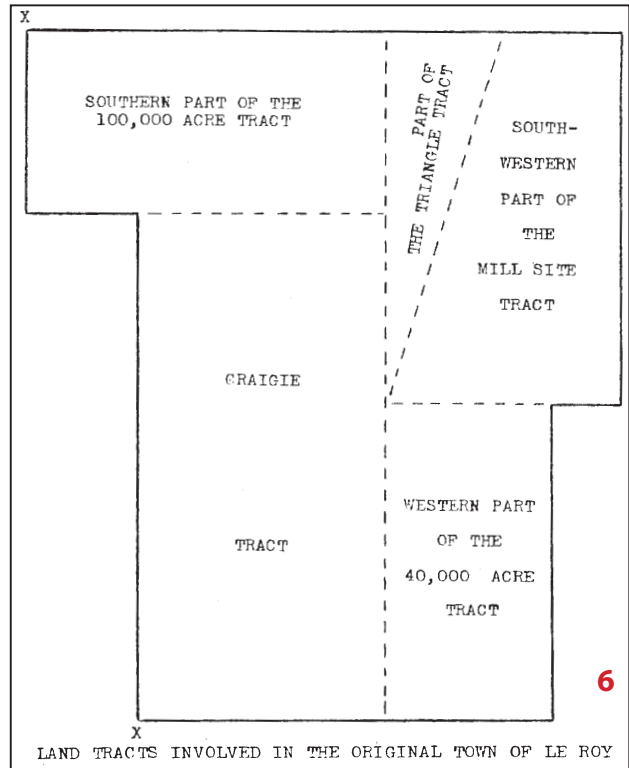 X
SOUTHERN PART OF THE
100,000 ACRE TRACT
PART OF
THE TRIANGLE TRACT
SOUTH-
WESTERN
PART OF
THE
MILL SITE
TRACT
CRAIGIE
TRACT
WESTERN PART
OF THE
40,000 ACRE
TRACT
6
X
LAND TRACTS INVOLVED IN THE ORIGINAL TOWN OF LE ROY